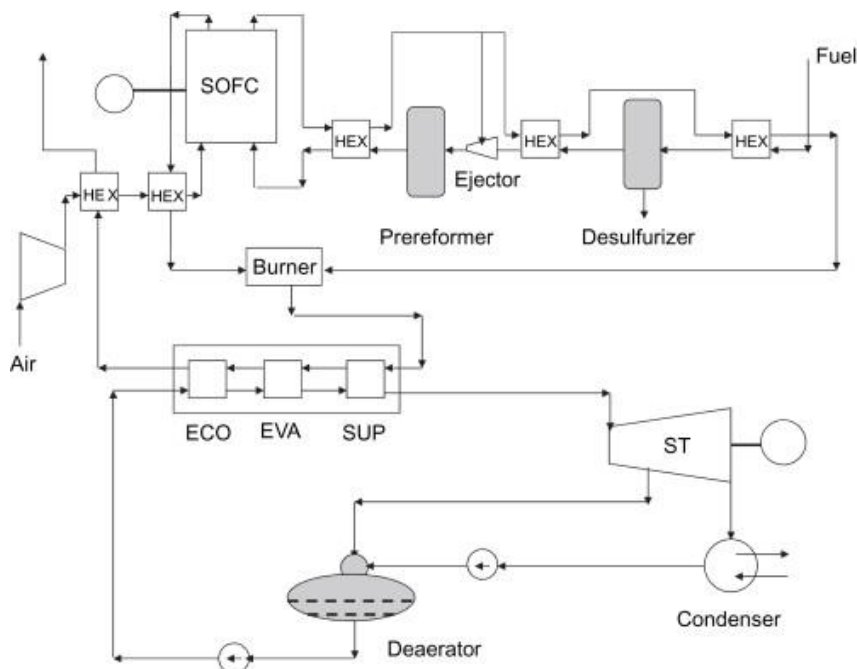 SOFC
Fuel
HEX
HEX
HEX
HEX
HEX
Ejector
Prereformer
Desulfurizer
Burner
Air
ECO
EVA
SUP
ST
Condenser
Deaerator